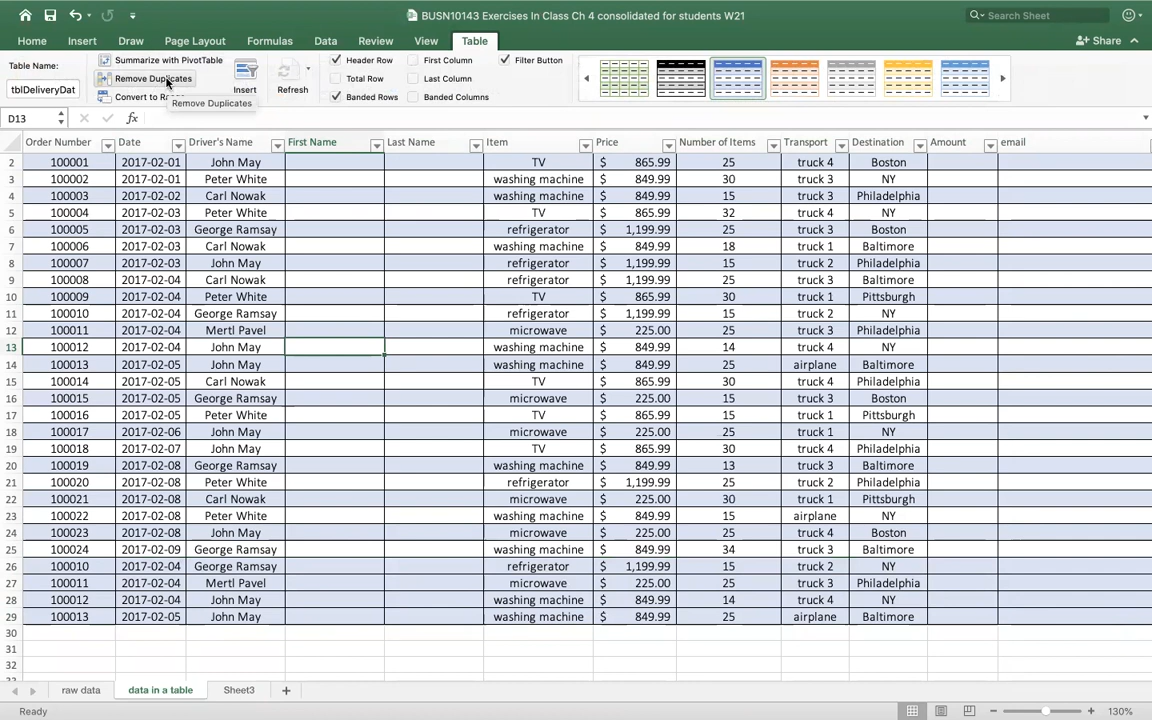 BUSN10143 Exercises In Class Ch 4 consolidated for students W21
Search Sheet
Home Insert Draw Page Layout Formulas Data Review View Table Share
Table Name:
tblDeliveryDat
Summarize with PivotTable
Remove Duplicates
Convert to Ra
Remove Duplicates
Insert
Refresh
Header Row First Column Filter Button
Total Row Last Column
Banded Rows Banded Columns
D13 fx
Order Number Date Driver's Name First Name Last Name Item Price Number of Items Transport Destination Amount email
2 100001 2017-02-01 John May TV $ 865.99 25 truck 4 Boston
3 100002 2017-02-01 Peter White washing machine $ 849.99 30 truck 3 NY
4 100003 2017-02-02 Carl Nowak washing machine $ 849.99 15 truck 3 Philadelphia
5 100004 2017-02-03 Peter White TV $ 865.99 32 truck 4 NY
6 100005 2017-02-03 George Ramsay refrigerator $ 1,199.99 25 truck 3 Boston
7 100006 2017-02-03 Carl Nowak washing machine $ 849.99 18 truck 1 Baltimore
8 100007 2017-02-03 John May refrigerator $ 1,199.99 15 truck 2 Philadelphia
9 100008 2017-02-04 Carl Nowak refrigerator $ 1,199.99 25 truck 3 Baltimore
10 100009 2017-02-04 Peter White TV $ 865.99 30 truck 1 Pittsburgh
11 100010 2017-02-04 George Ramsay refrigerator $ 1,199.99 15 truck 2 NY
12 100011 2017-02-04 Mertl Pavel microwave $ 225.00 25 truck 3 Philadelphia
13 100012 2017-02-04 John May washing machine $ 849.99 14 truck 4 NY
14 100013 2017-02-05 John May washing machine $ 849.99 25 airplane Baltimore
15 100014 2017-02-05 Carl Nowak TV $ 865.99 30 truck 4 Philadelphia
16 100015 2017-02-05 George Ramsay microwave $ 225.00 15 truck 3 Boston
17 100016 2017-02-05 Peter White TV $ 865.99 15 truck 1 Pittsburgh
18 100017 2017-02-06 John May microwave $ 225.00 25 truck 1 NY
19 100018 2017-02-07 John May TV $ 865.99 30 truck 4 Philadelphia
20 100019 2017-02-08 George Ramsay washing machine $ 849.99 13 truck 3 Baltimore
21 100020 2017-02-08 Peter White refrigerator $ 1,199.99 25 truck 2 Philadelphia
22 100021 2017-02-08 Carl Nowak microwave $ 225.00 30 truck 1 Pittsburgh
23 100022 2017-02-08 Peter White washing machine $ 849.99 15 airplane NY
24 100023 2017-02-08 John May microwave $ 225.00 25 truck 4 Boston
25 100024 2017-02-09 George Ramsay washing machine $ 849.99 34 truck 3 Baltimore
26 100010 2017-02-04 George Ramsay refrigerator $ 1,199.99 15 truck 2 NY
27 100011 2017-02-04 Mertl Pavel microwave $ 225.00 25 truck 3 Philadelphia
28 100012 2017-02-04 John May washing machine $ 849.99 14 truck 4 NY
29 100013 2017-02-05 John May washing machine $ 849.99 25 airplane Baltimore
30
31
32
raw data data in a table Sheet3
Ready 130%